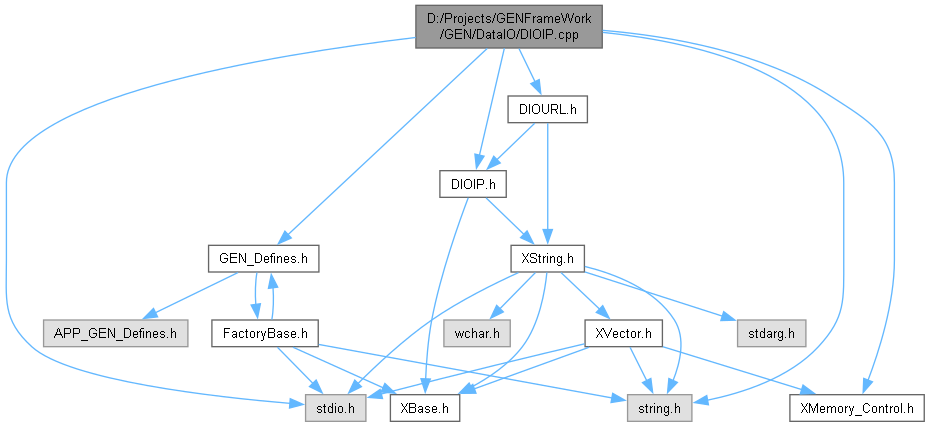 D:/Projects/GENFrameWork
/GEN/DataIO/DIOIP.cpp
DIOURL.h
DIOIP.h
GEN_Defines.h
XString.h
APP_GEN_Defines.h
FactoryBase.h
wchar.h
XVector.h
stdarg.h
stdio.h
XBase.h
string.h
XMemory_Control.h